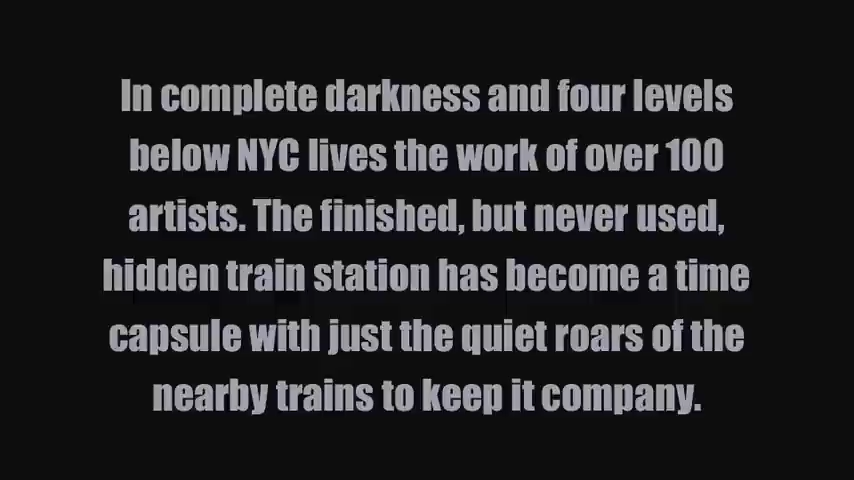 In complete darkness and four levels
below NYC lives the work of over 100
artists. The finished, but never used,
hidden train station has become a time
capsule with just the quiet roars of the
nearby trains to keep it company.